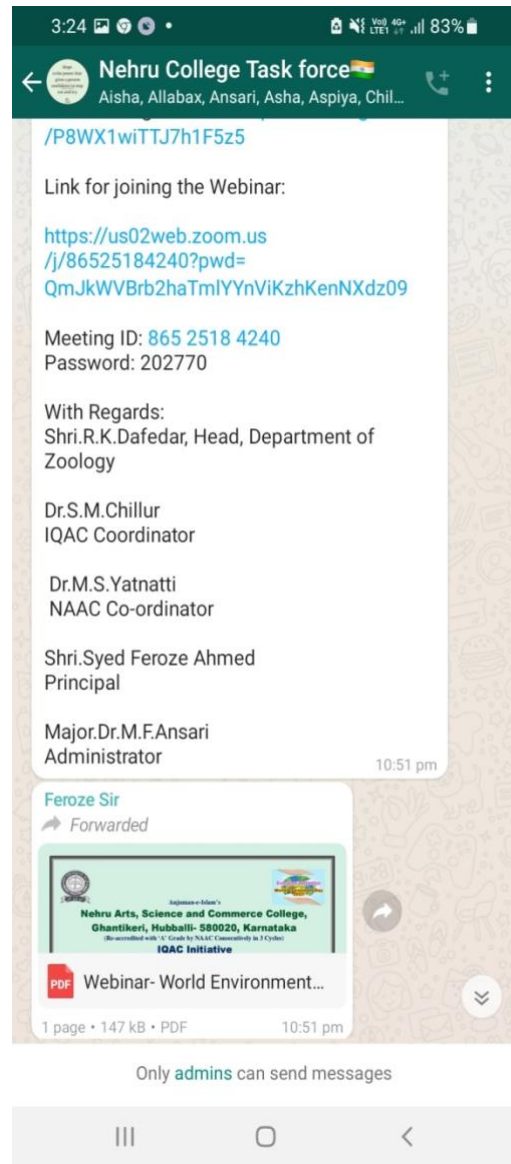 3:24
Vo)) 4G+ LTE1 83%
Nehru College Task force
Aisha, Allabax, Ansari, Asha, Aspiya, Chil...
/P8WX1wiTTJ7h1F5z5
Link for joining the Webinar:
https://us02web.zoom.us
/j/86525184240?pwd=
QmJkWVBrb2haTmlYYnViKzhKenNXdz09
Meeting ID: 865 2518 4240
Password: 202770
With Regards:
Shri.R.K.Dafedar, Head, Department of
Zoology
Dr.S.M.Chillur
IQAC Coordinator
Dr.M.S.Yatnatti
NAAC Co-ordinator
Shri.Syed Feroze Ahmed
Principal
Major.Dr.M.F.Ansari
Administrator
10:51 pm
Feroze Sir
Forwarded
Anjuman-e-Islam's
Nehru Arts, Science and Commerce College,
Ghantikeri, Hubballi- 580020, Karnataka
(Re-accredited with 'A' Grade by NAAC Consecutively in 3 Cycles)
IQAC Initiative
PDF
Webinar- World Environment...
1 page • 147 kB • PDF
10:51 pm
Only admins can send messages